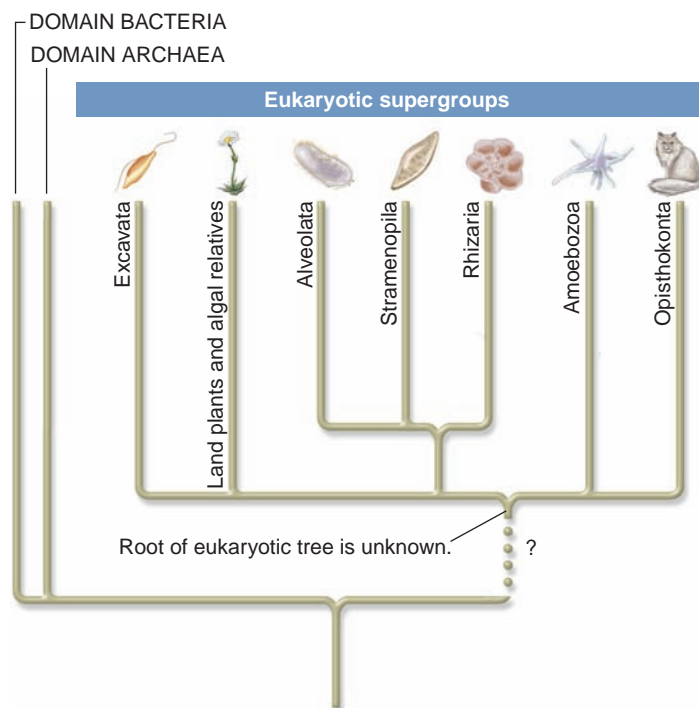 DOMAIN BACTERIA
DOMAIN ARCHAEA
Eukaryotic supergroups
Excavata
Land plants and algal relatives
Alveolata
Stramenopila
Rhizaria
Amoebozoa
Opisthokonta
Root of eukaryotic tree is unknown.
?